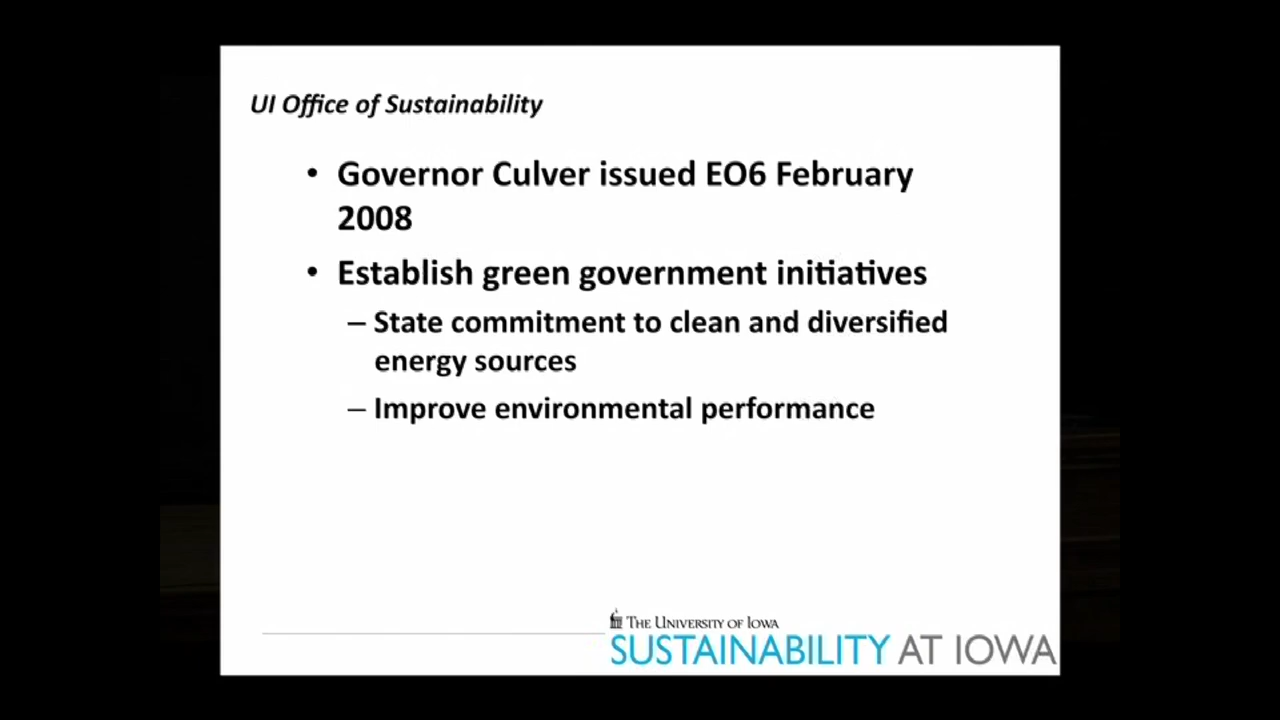 UI Office of Sustainability
• Governor Culver issued EO6 February
2008
• Establish green government initiatives
– State commitment to clean and diversified
energy sources
– Improve environmental performance
THE UNIVERSITY OF IOWA
SUSTAINABILITY AT IOWA